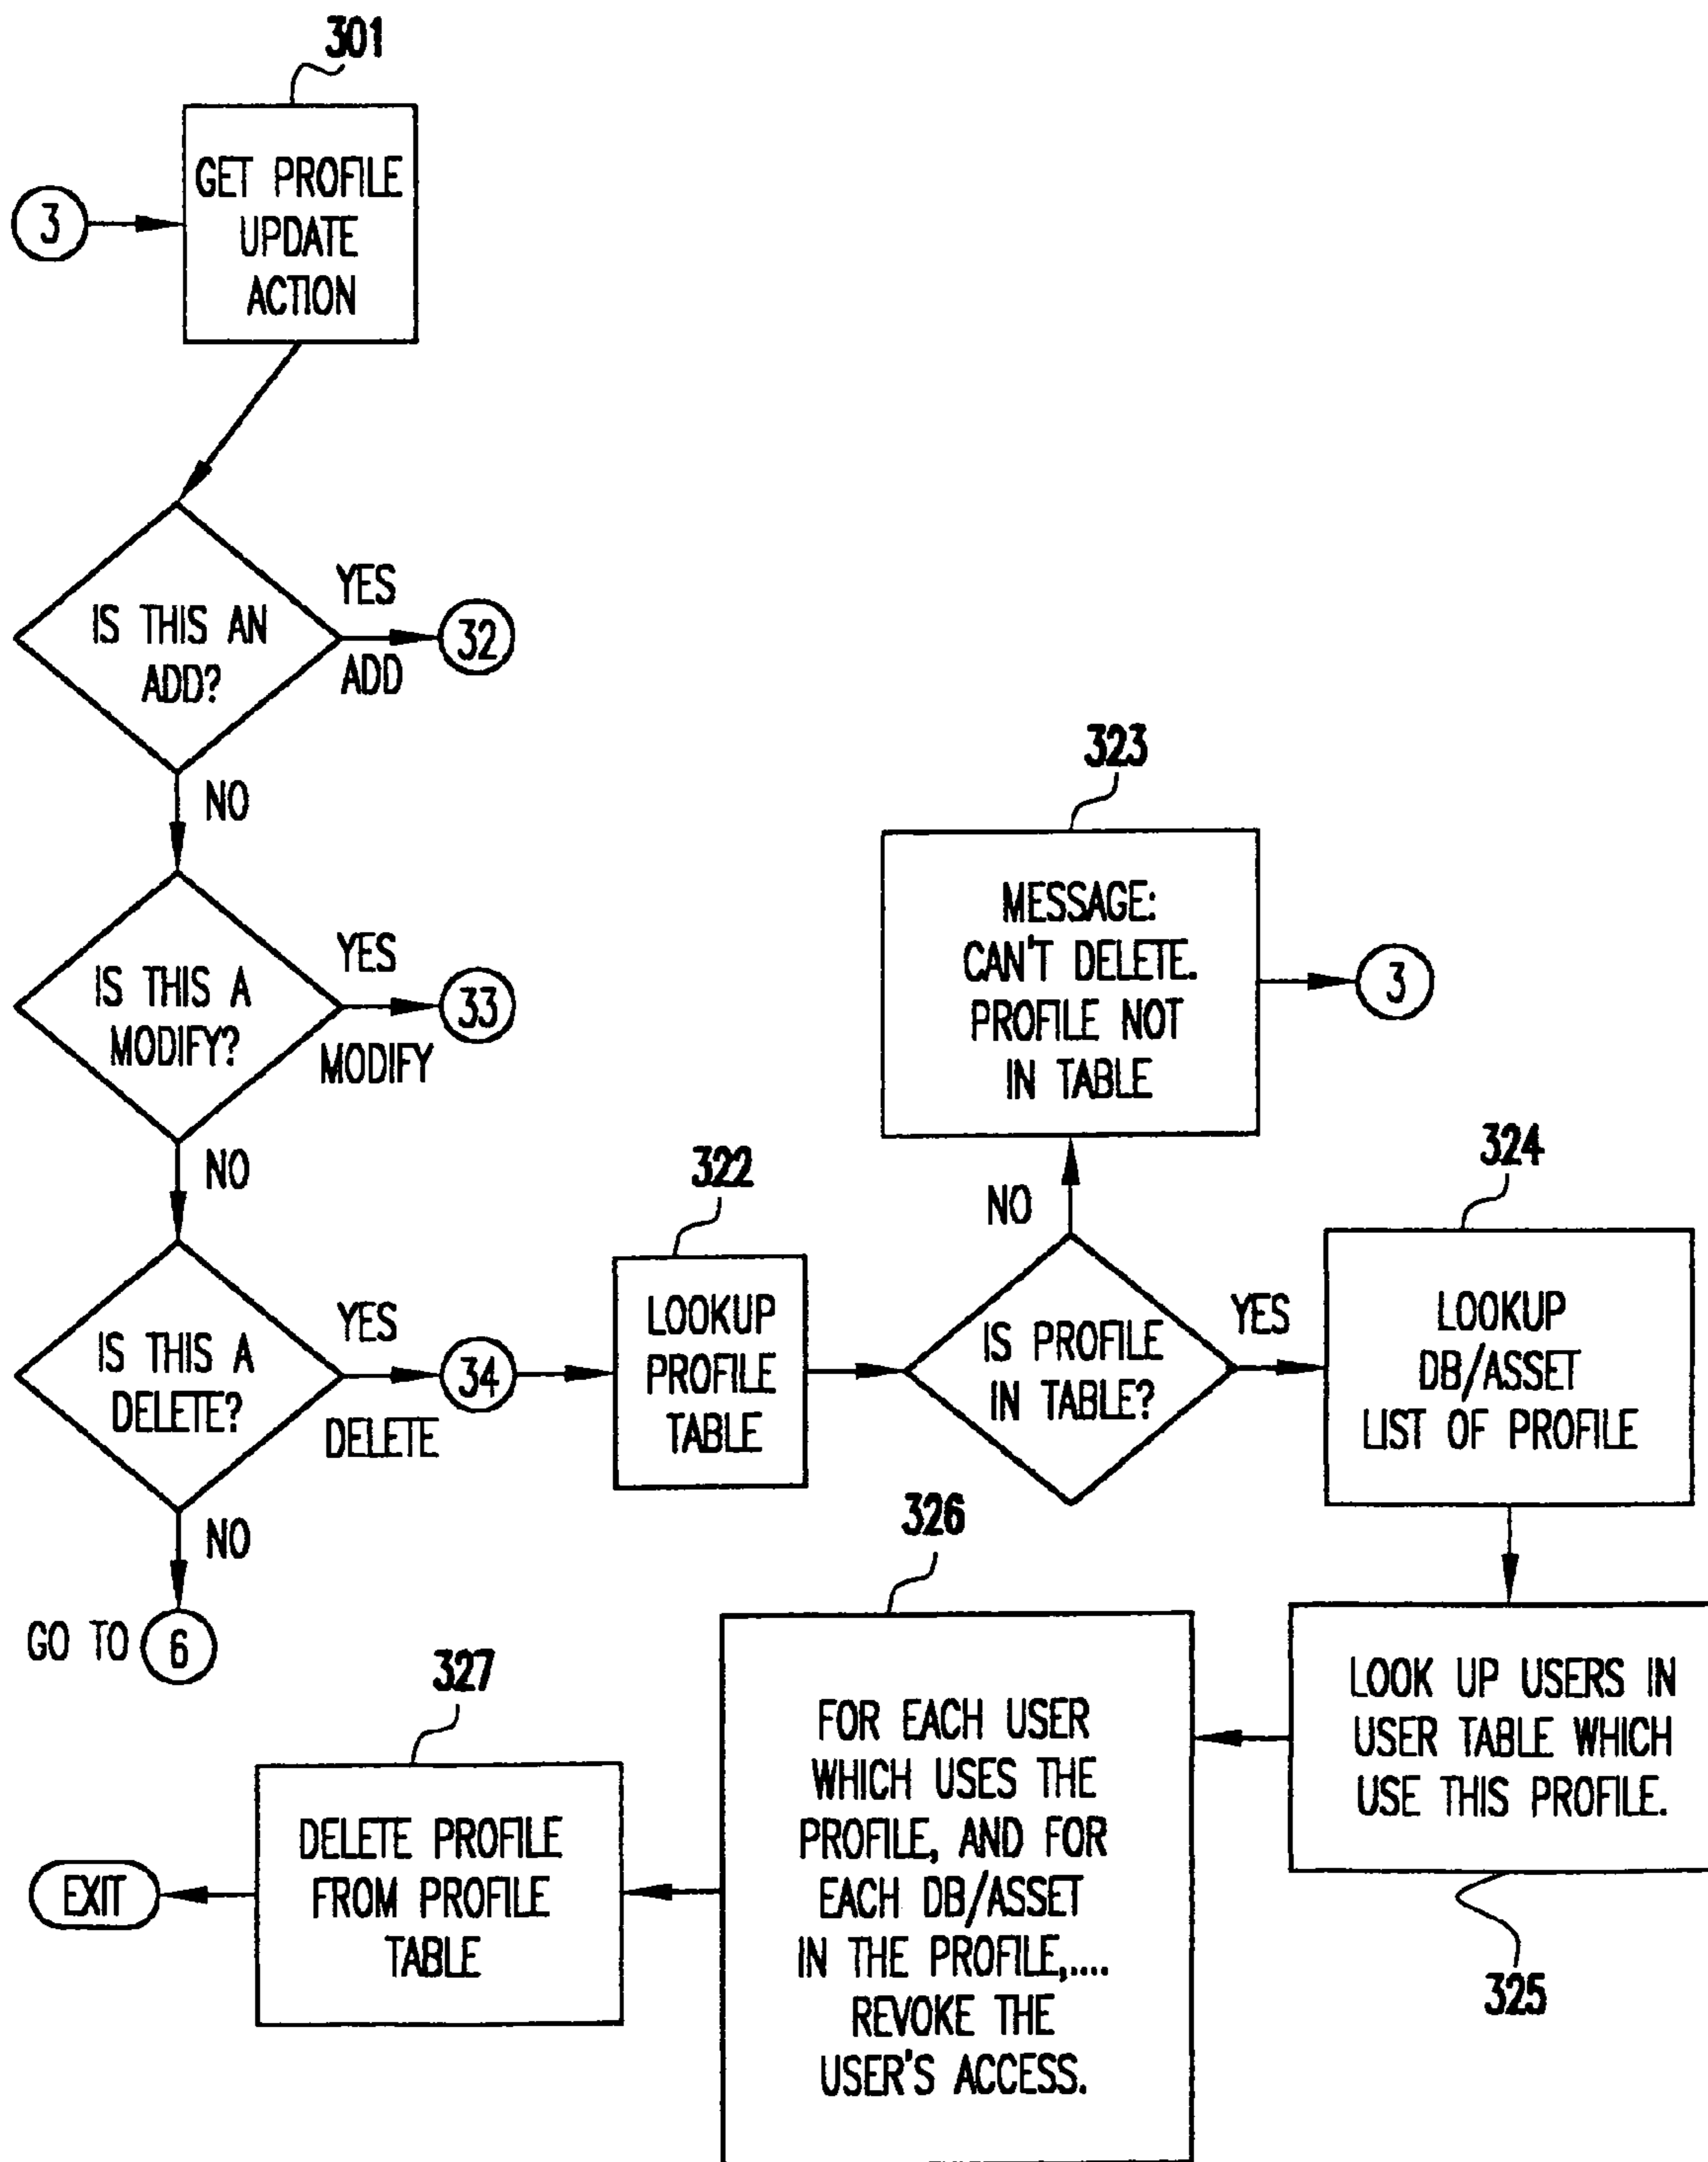 301
GET PROFILE
UPDATE
ACTION
3
IS THIS AN
ADD?
YES
ADD
32
NO
IS THIS A
MODIFY?
YES
MODIFY
33
NO
IS THIS A
DELETE?
YES
DELETE
34
NO
GO TO 6
322
LOOKUP
PROFILE
TABLE
IS PROFILE
IN TABLE?
NO
323
MESSAGE:
CAN'T DELETE.
PROFILE NOT
IN TABLE
3
YES
324
LOOKUP
DB/ASSET
LIST OF PROFILE
LOOK UP USERS IN
USER TABLE WHICH
USE THIS PROFILE.
325
326
FOR EACH USER
WHICH USES THE
PROFILE, AND FOR
EACH DB/ASSET
IN THE PROFILE,....
REVOKE THE
USER'S ACCESS.
327
DELETE PROFILE
FROM PROFILE
TABLE
EXIT